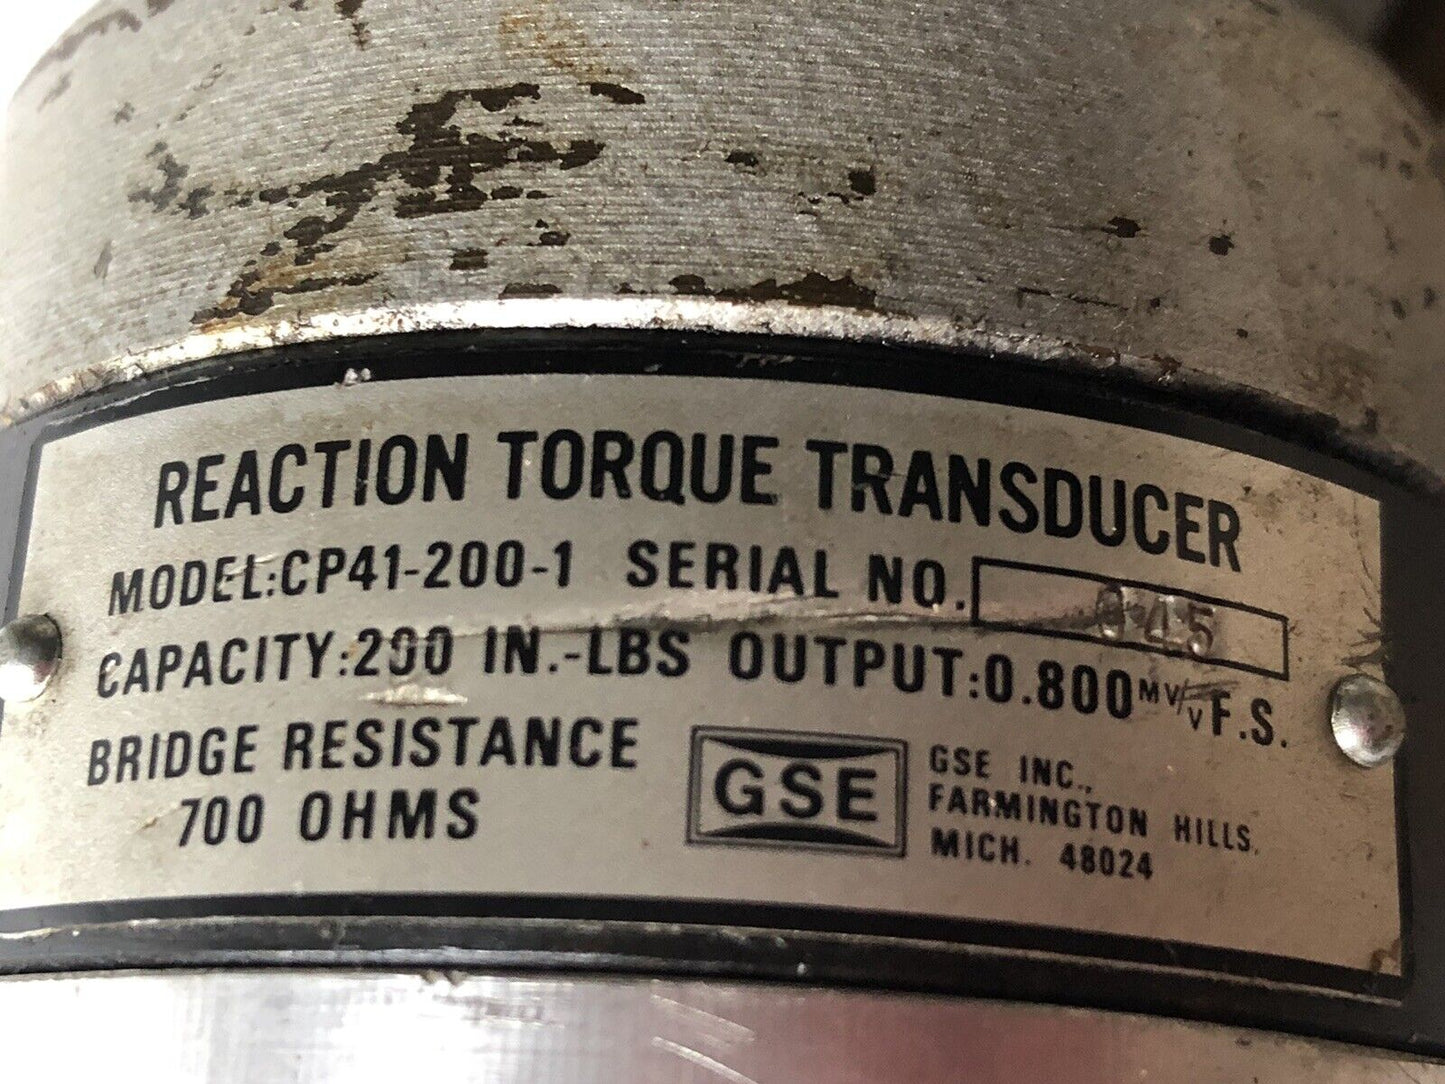 REACTION TORQUE TRANSDUCER
MODEL:CP41-200-1 SERIAL NO. 045
CAPACITY:200 IN.-LBS OUTPUT:0.800 MV/V F.S.
BRIDGE RESISTANCE
700 OHMS
GSE
GSE INC.,
FARMINGTON HILLS.
MICH. 48024